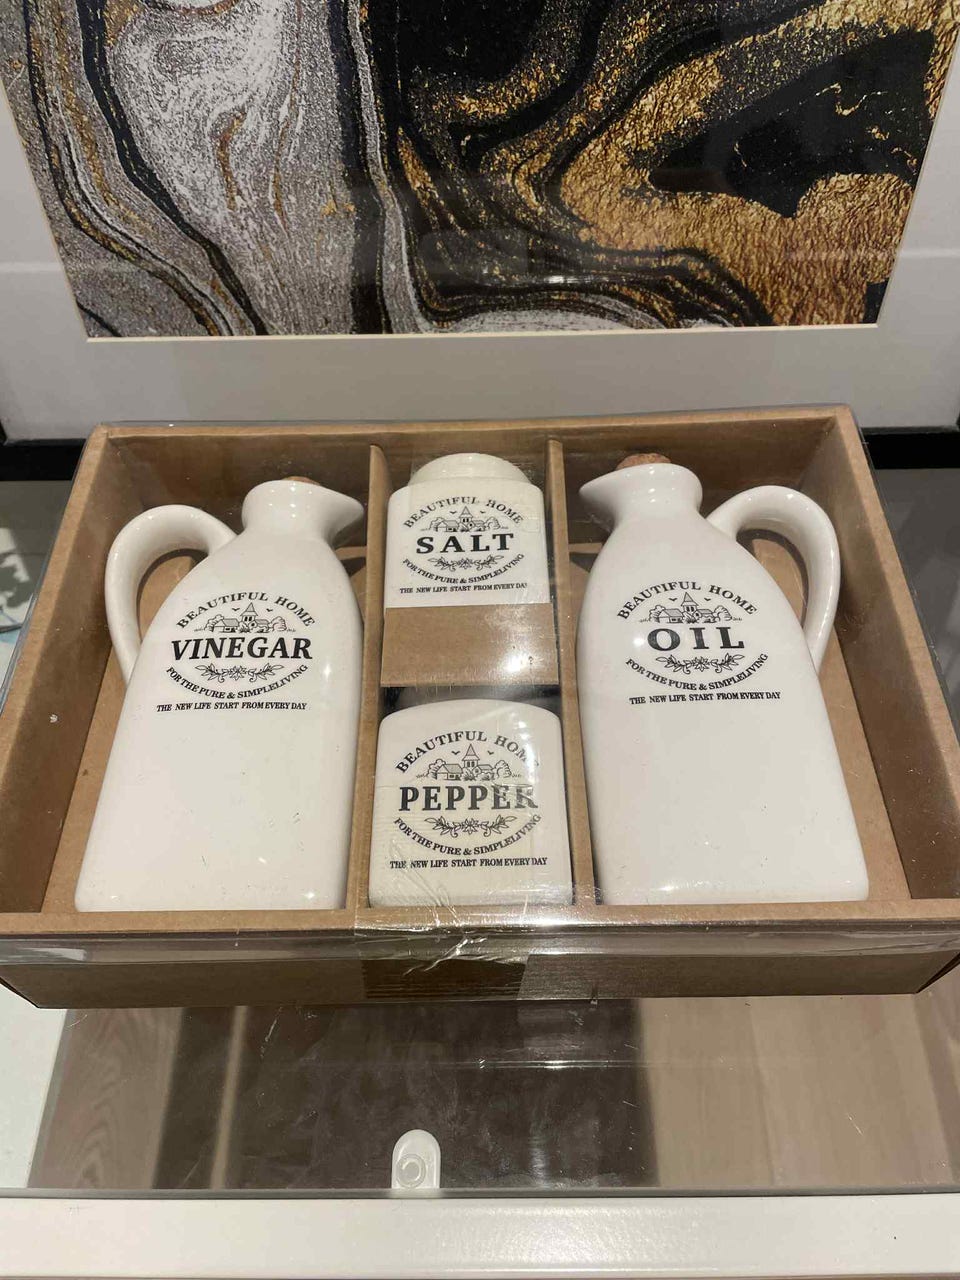 BEAUTIFUL HOME
VINEGAR
FOR THE PURE & SIMPLELIVING
THE NEW LIFE START FROM EVERY DAY
BEAUTIFUL HOME
SALT
FOR THE PURE & SIMPLELIVING
THE NEW LIFE START FROM EVERY DAY
BEAUTIFUL HOME
PEPPER
FOR THE PURE & SIMPLELIVING
THE NEW LIFE START FROM EVERY DAY
BEAUTIFUL HOME
OIL
FOR THE PURE & SIMPLELIVING
THE NEW LIFE START FROM EVERY DAY